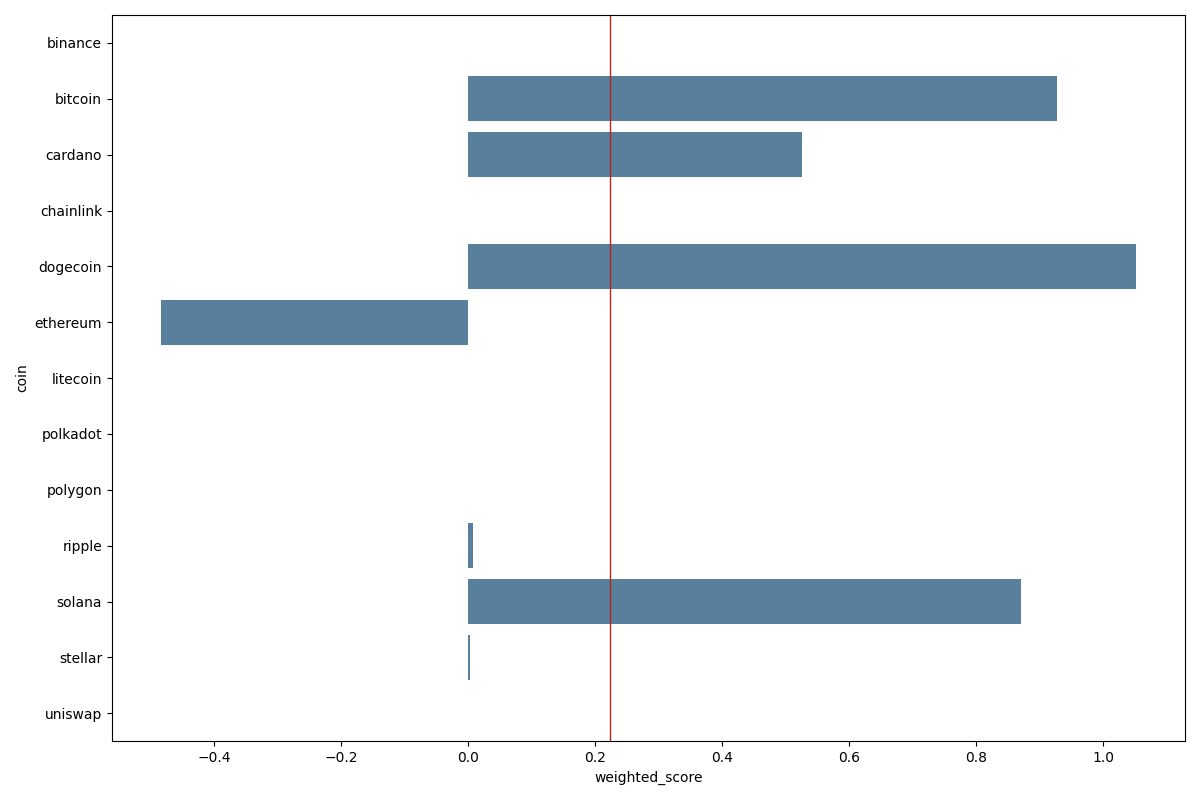 binance
bitcoin
cardano
chainlink
dogecoin
ethereum
litecoin
polkadot
polygon
ripple
solana
stellar
uniswap
coin
−0.4 −0.2 0.0 0.2 0.4 0.6 0.8 1.0
weighted_score